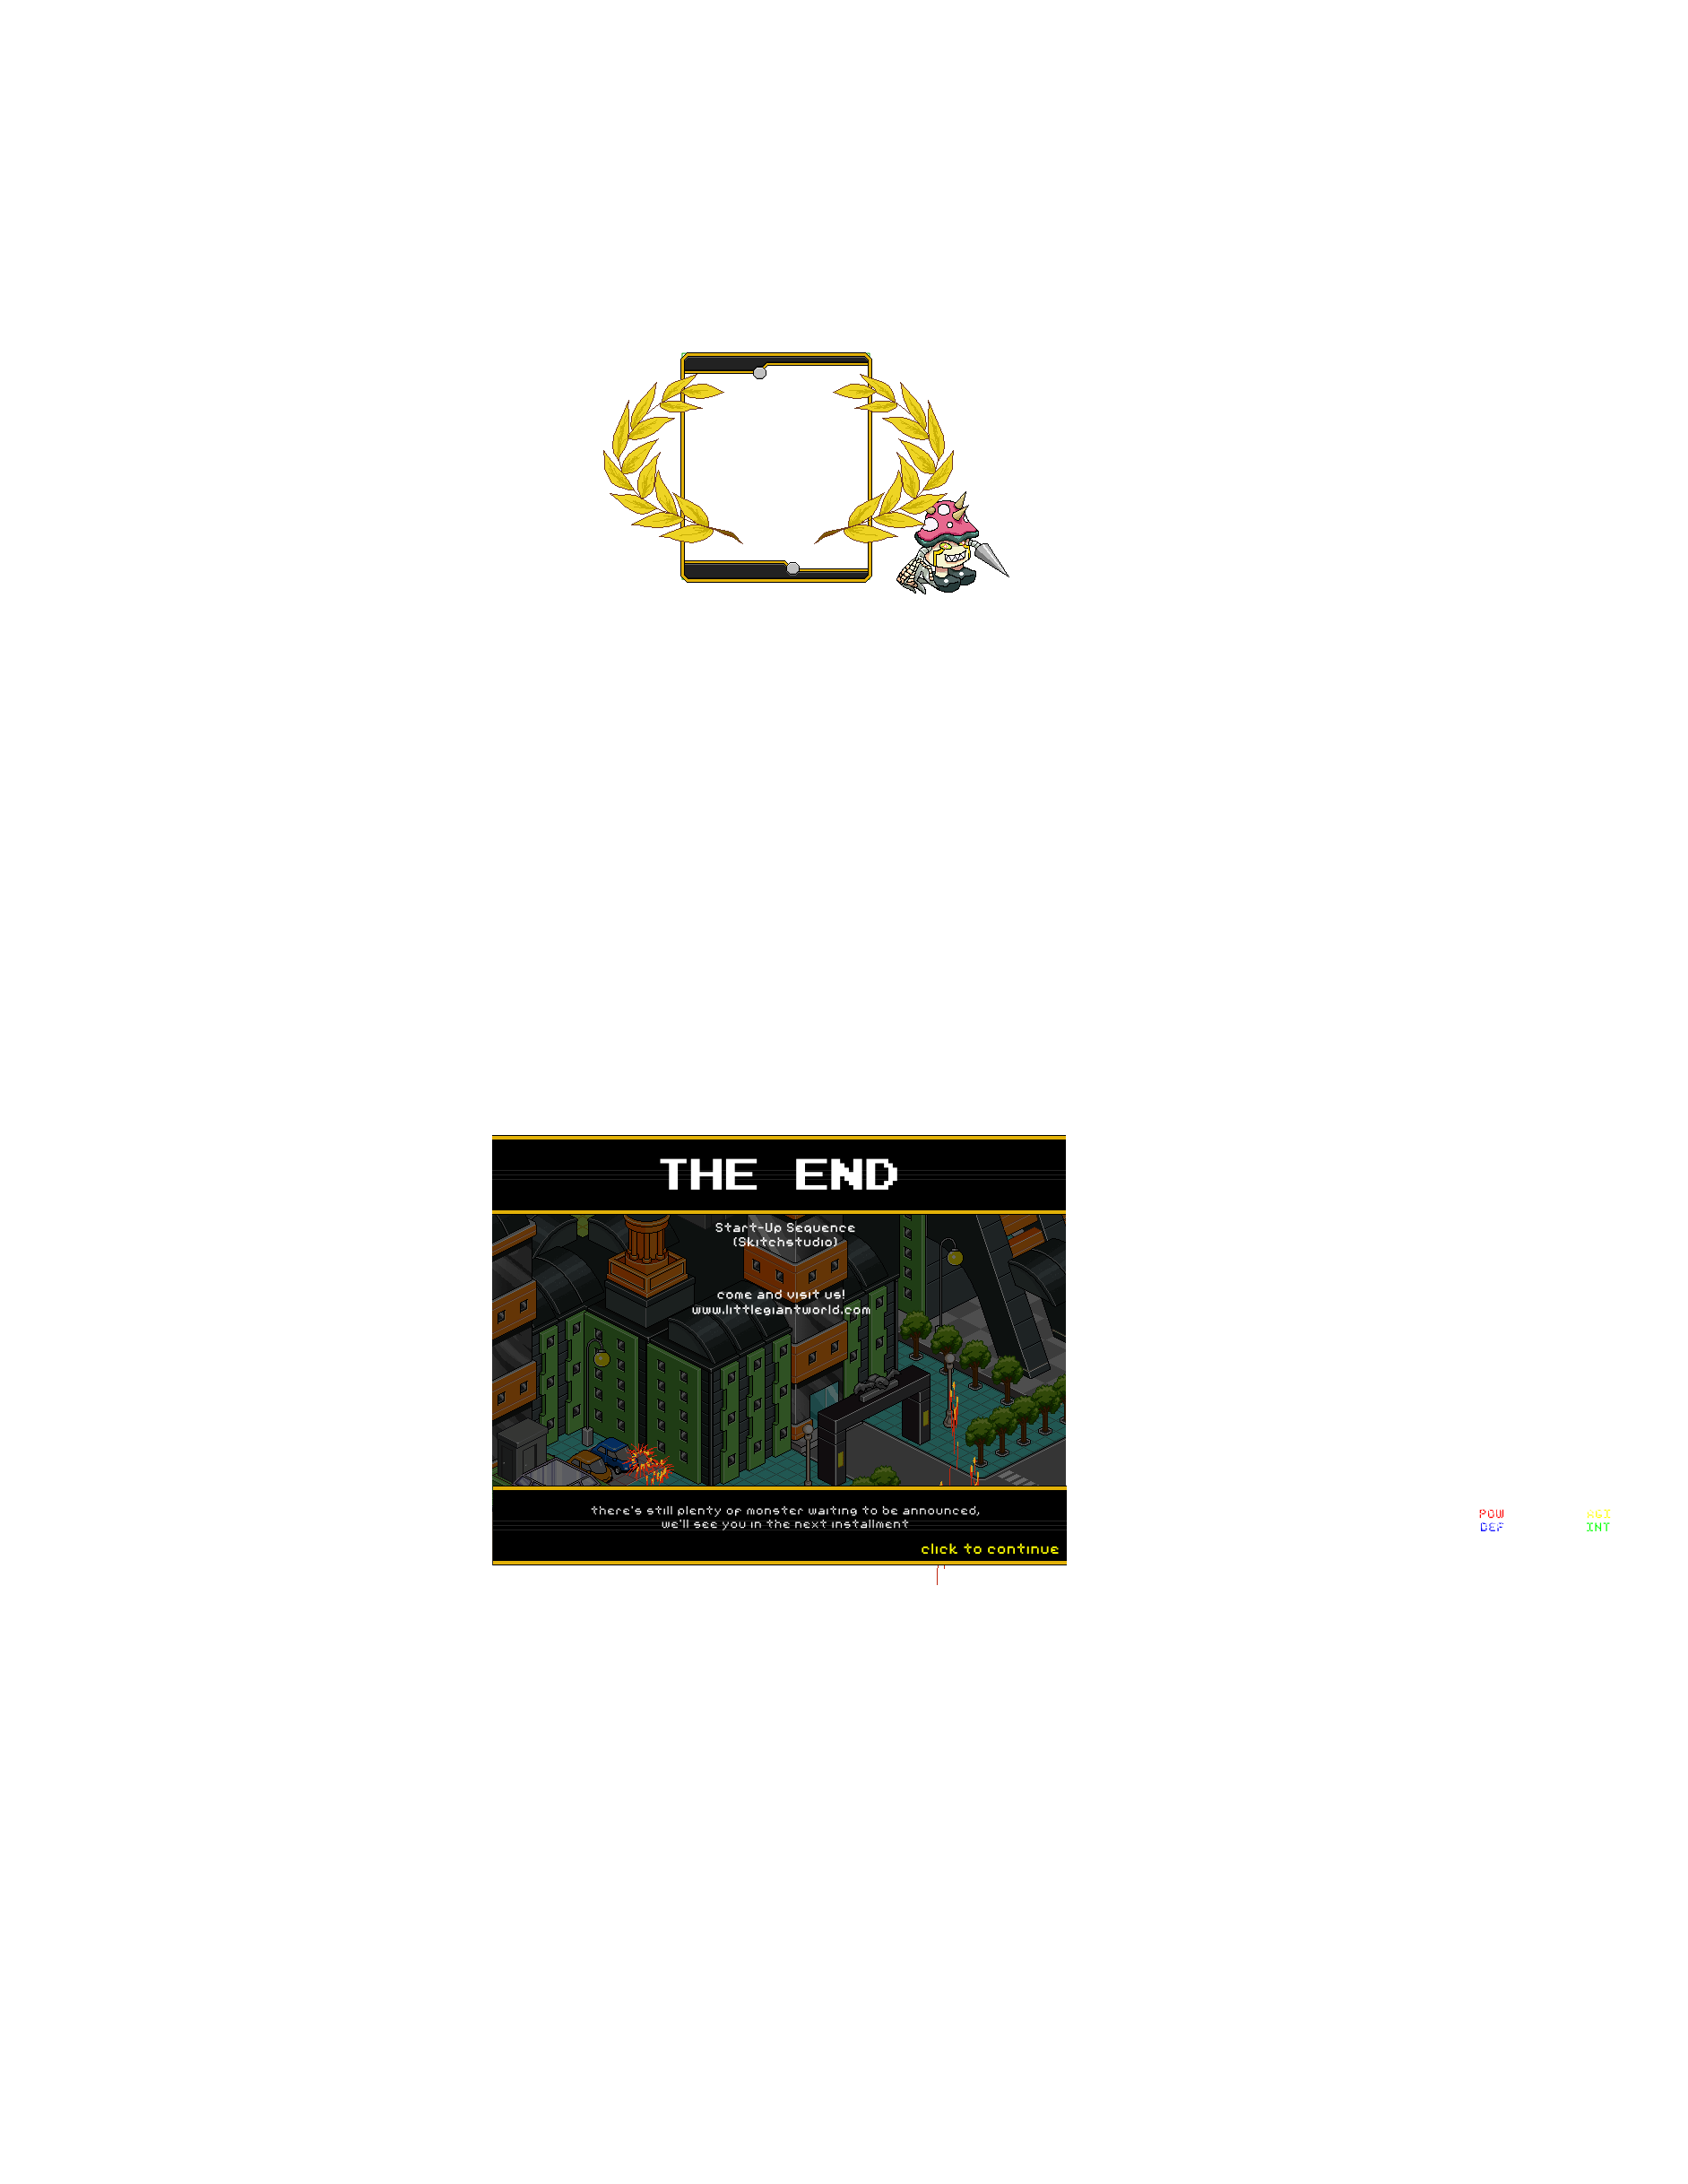 THE END
Start-Up Sequence
(Skitchstudio)
come and visit us!
www.littlegiantworld.com
there's still plenty of monster waiting to be announced,
we'll see you in the next installment
click to continue
POW AGI
DEF INT